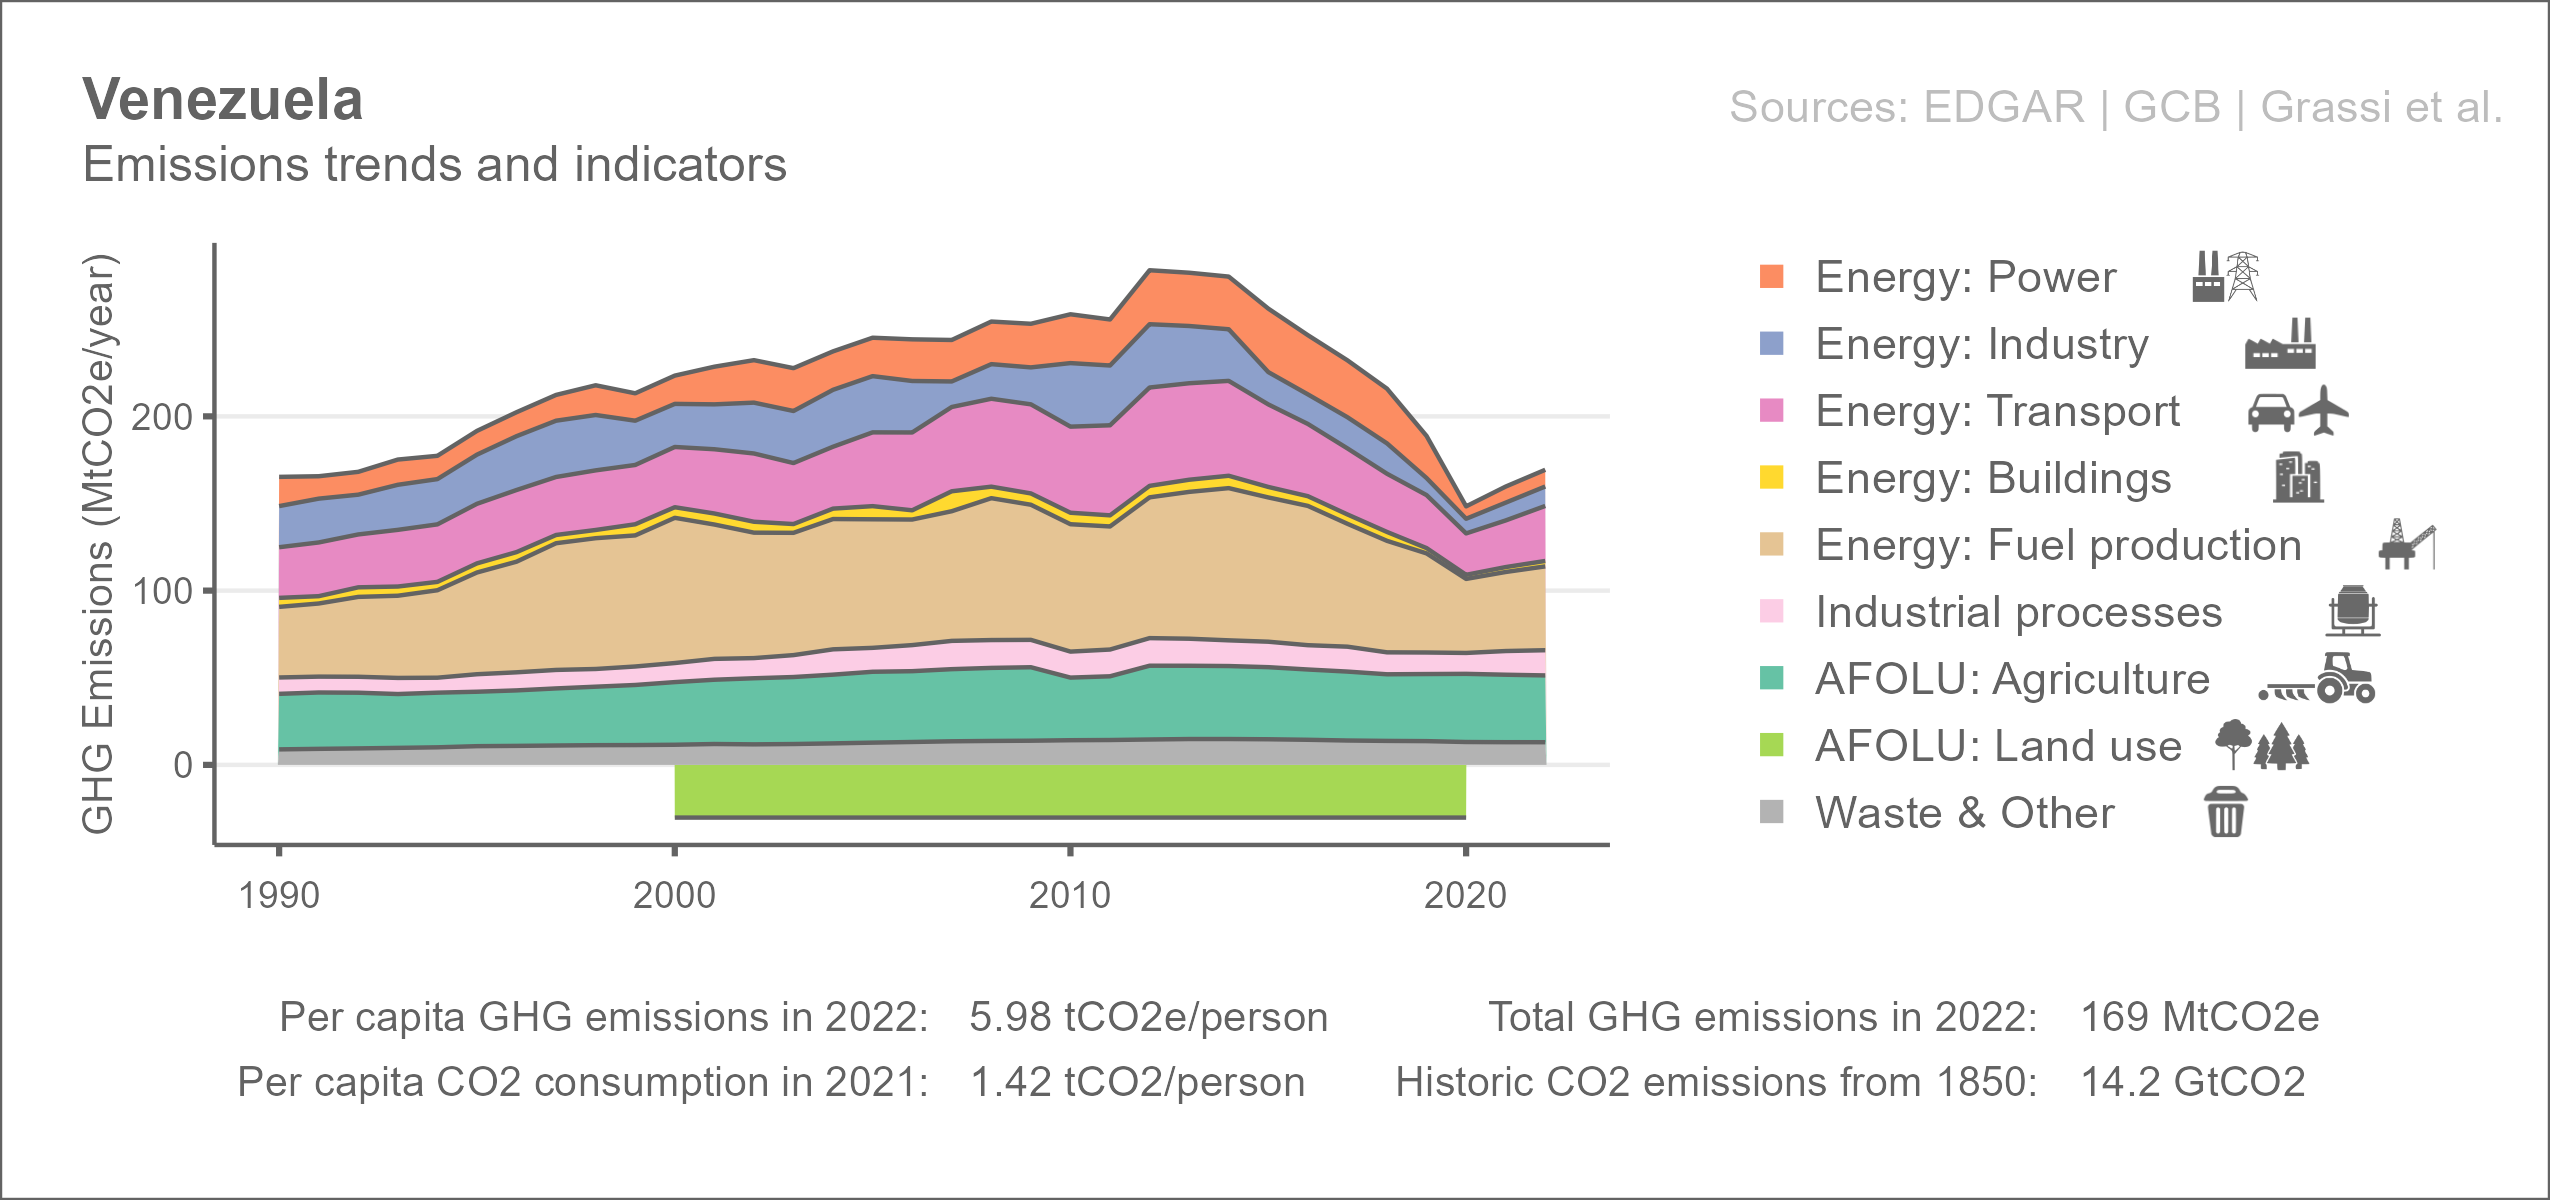 Venezuela
Sources: EDGAR | GCB | Grassi et al.
Emissions trends and indicators
GHG Emissions (MtCO2e/year)
200
100
0
1990
2000
2010
2020
Energy: Power
Energy: Industry
Energy: Transport
Energy: Buildings
Energy: Fuel production
Industrial processes
AFOLU: Agriculture
AFOLU: Land use
Waste & Other
Per capita GHG emissions in 2022: 5.98 tCO2e/person
Total GHG emissions in 2022: 169 MtCO2e
Per capita CO2 consumption in 2021: 1.42 tCO2/person
Historic CO2 emissions from 1850: 14.2 GtCO2